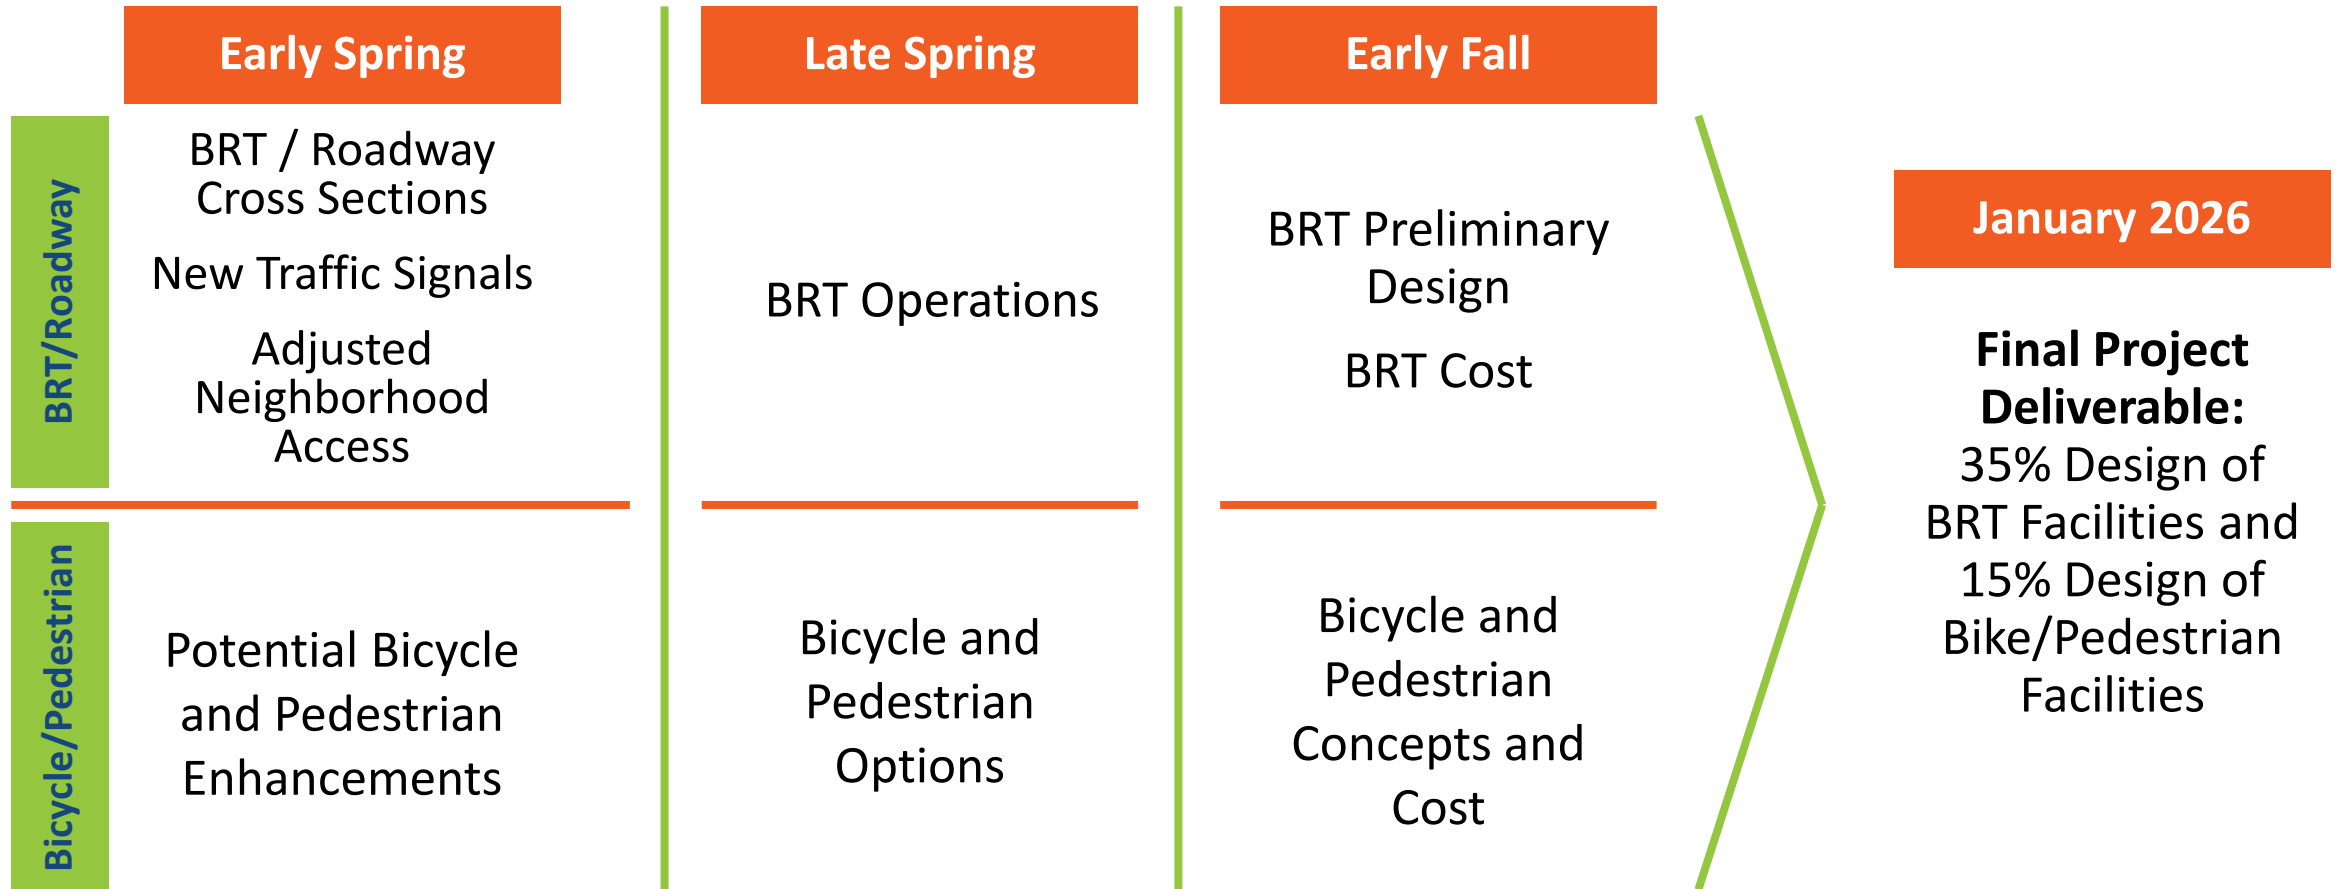 Early Spring
Late Spring
Early Fall
BRT/Roadway
BRT / Roadway
Cross Sections
New Traffic Signals
Adjusted
Neighborhood
Access
BRT Operations
BRT Preliminary
Design
BRT Cost
Bicycle/Pedestrian
Potential Bicycle
and Pedestrian
Enhancements
Bicycle and
Pedestrian
Options
Bicycle and
Pedestrian
Concepts and
Cost
January 2026
Final Project
Deliverable:
35% Design of
BRT Facilities and
15% Design of
Bike/Pedestrian
Facilities